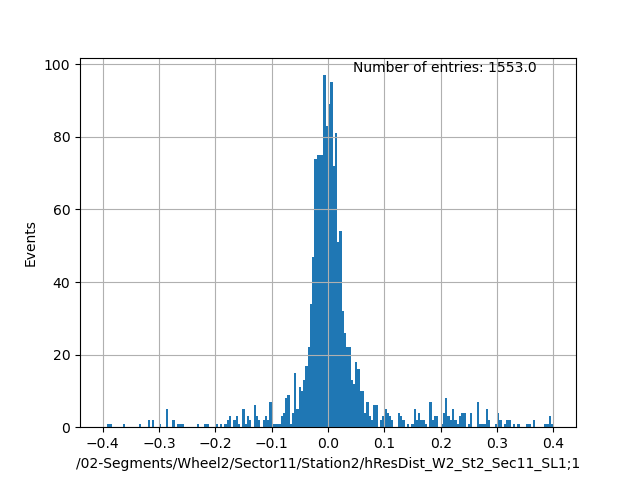 Number of entries: 1553.0
100
80
60
40
20
0
Events
−0.4 −0.3 −0.2 −0.1 0.0 0.1 0.2 0.3 0.4
/02-Segments/Wheel2/Sector11/Station2/hResDist_W2_St2_Sec11_SL1;1